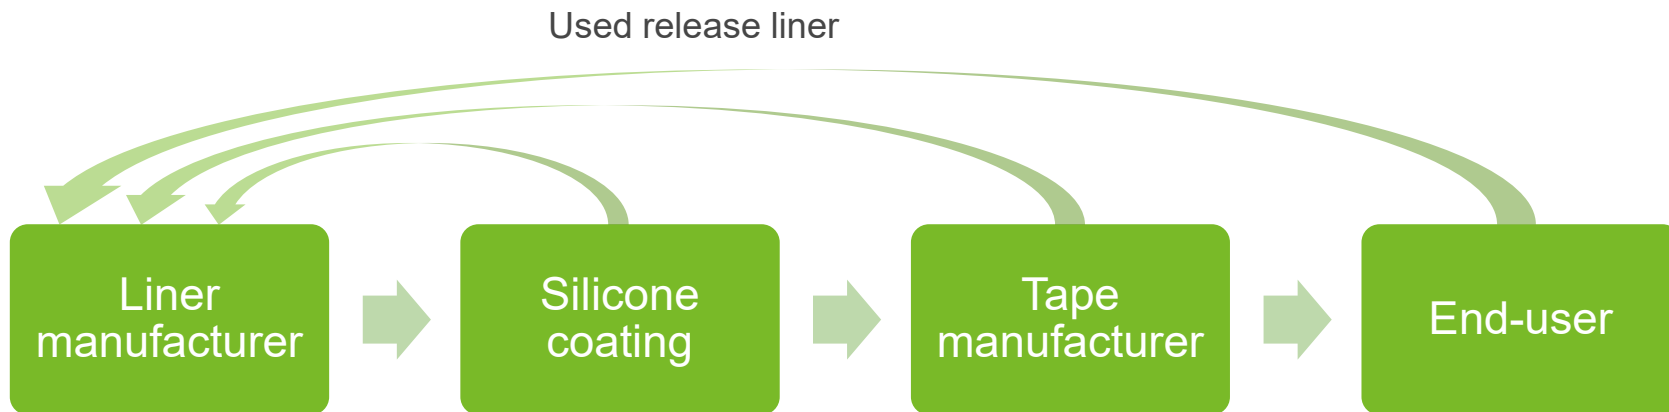 Used release liner
Liner
manufacturer
Silicone
coating
Tape
manufacturer
End-user